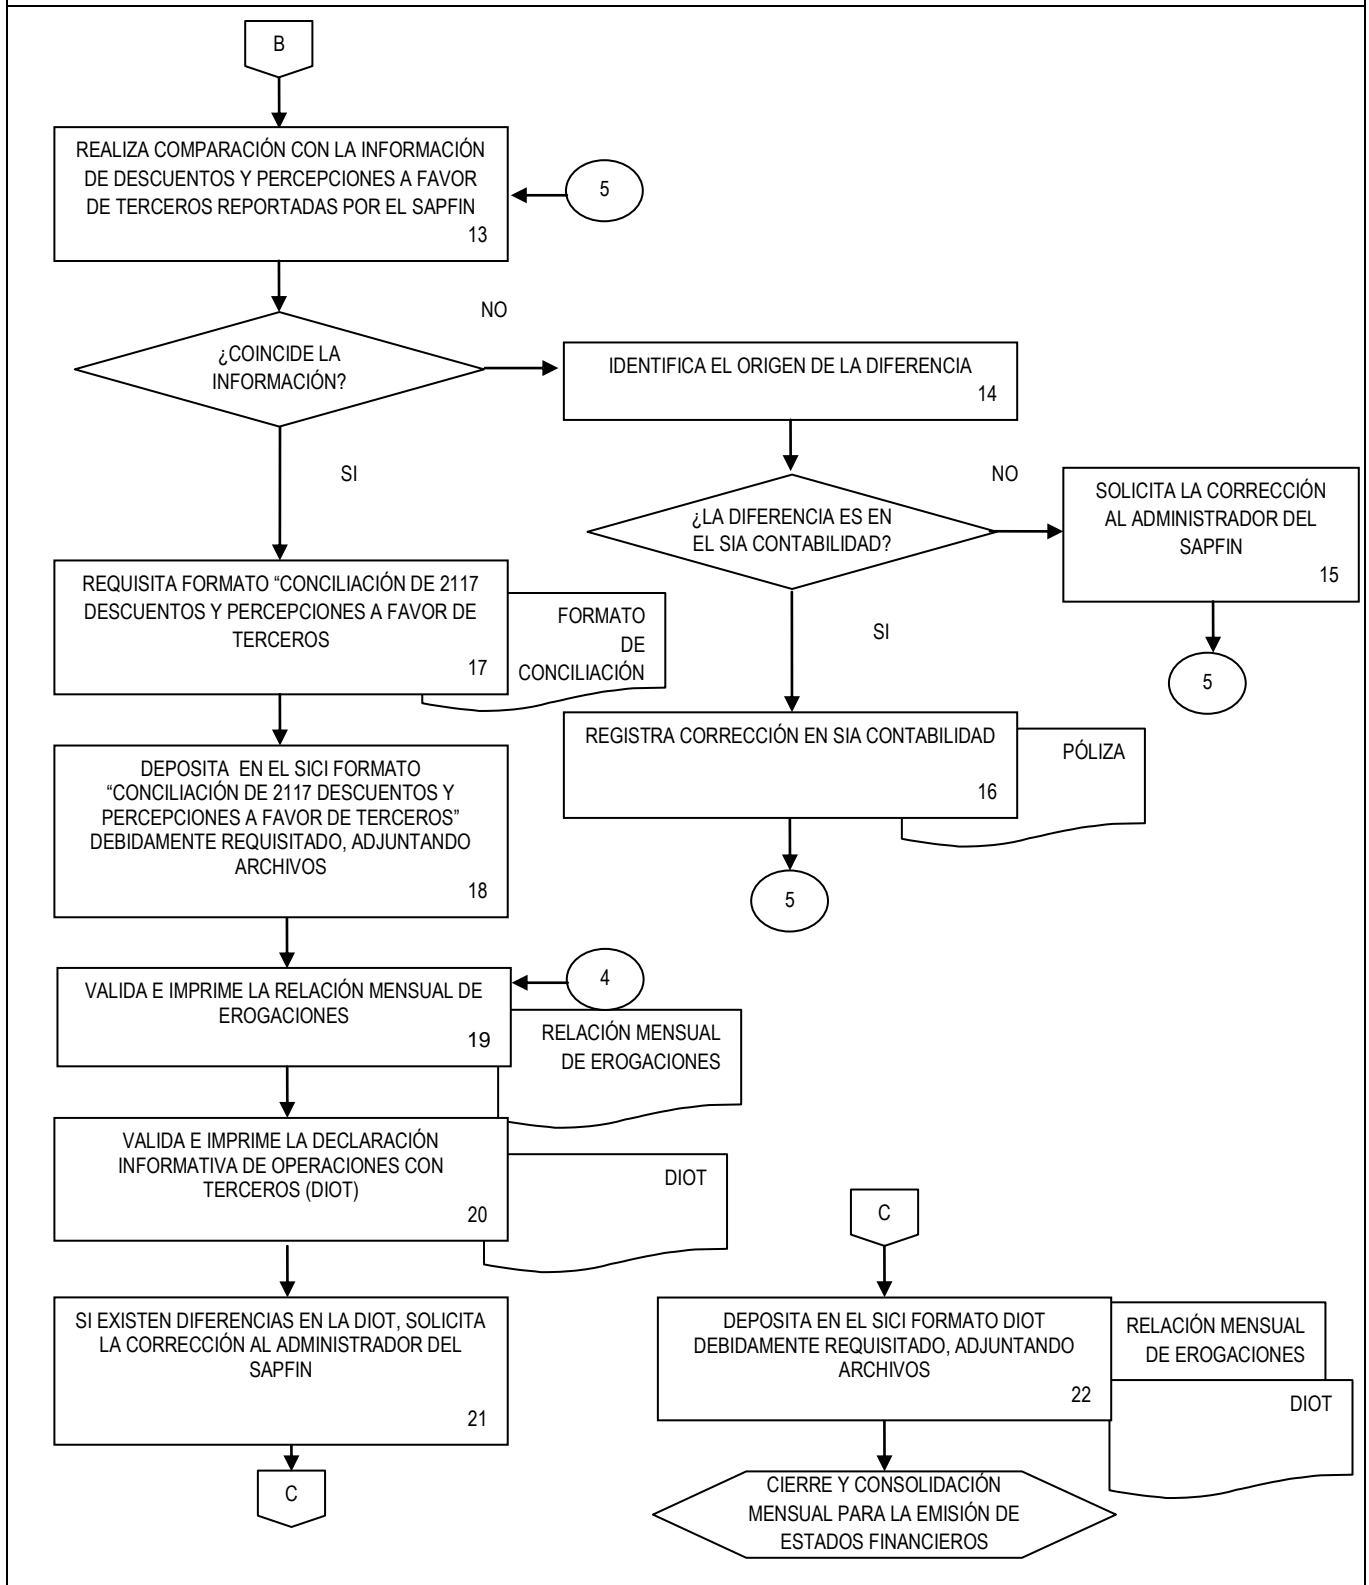 B
REALIZA COMPARACIÓN CON LA INFORMACIÓN
DE DESCUENTOS Y PERCEPCIONES A FAVOR
DE TERCEROS REPORTADAS POR EL SAPFIN
13
5
NO
¿COINCIDE LA
INFORMACIÓN?
IDENTIFICA EL ORIGEN DE LA DIFERENCIA
14
SI
NO
¿LA DIFERENCIA ES EN
EL SIA CONTABILIDAD?
SOLICITA LA CORRECCIÓN
AL ADMINISTRADOR DEL
SAPFIN
15
REQUISITA FORMATO “CONCILIACIÓN DE 2117
DESCUENTOS Y PERCEPCIONES A FAVOR DE
TERCEROS
17
FORMATO
DE
CONCILIACIÓN
SI
5
REGISTRA CORRECCIÓN EN SIA CONTABILIDAD
16
PÓLIZA
DEPOSITA EN EL SICI FORMATO
“CONCILIACIÓN DE 2117 DESCUENTOS Y
PERCEPCIONES A FAVOR DE TERCEROS”
DEBIDAMENTE REQUISITADO, ADJUNTANDO
ARCHIVOS
18
5
VALIDA E IMPRIME LA RELACIÓN MENSUAL DE
EROGACIONES
19
4
RELACIÓN MENSUAL
DE EROGACIONES
VALIDA E IMPRIME LA DECLARACIÓN
INFORMATIVA DE OPERACIONES CON
TERCEROS (DIOT)
20
DIOT
SI EXISTEN DIFERENCIAS EN LA DIOT, SOLICITA
LA CORRECCIÓN AL ADMINISTRADOR DEL
SAPFIN
21
C
C
DEPOSITA EN EL SICI FORMATO DIOT
DEBIDAMENTE REQUISITADO, ADJUNTANDO
ARCHIVOS
22
RELACIÓN MENSUAL
DE EROGACIONES
DIOT
CIERRE Y CONSOLIDACIÓN
MENSUAL PARA LA EMISIÓN DE
ESTADOS FINANCIEROS